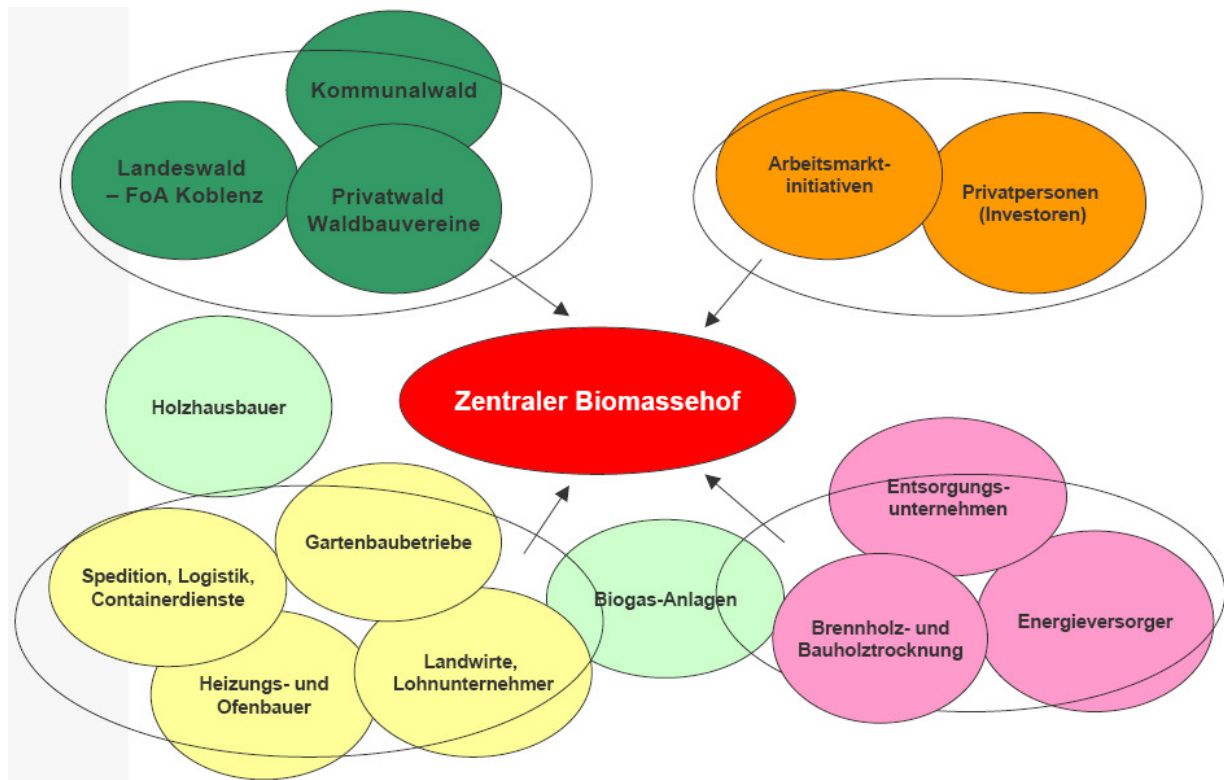 Kommunalwald
Landeswald
– FoA Koblenz
Privatwald
Waldbauvereine
Arbeitsmarkt-
initiativen
Privatpersonen
(Investoren)
Zentraler Biomassehof
Holzhausbauer
Gartenbaubetriebe
Spedition, Logistik,
Containerdienste
Heizungs- und
Ofenbauer
Landwirte,
Lohnunternehmer
Biogas-Anlagen
Entsorgungs-
unternehmen
Brennholz- und
Bauholztrocknung
Energieversorger